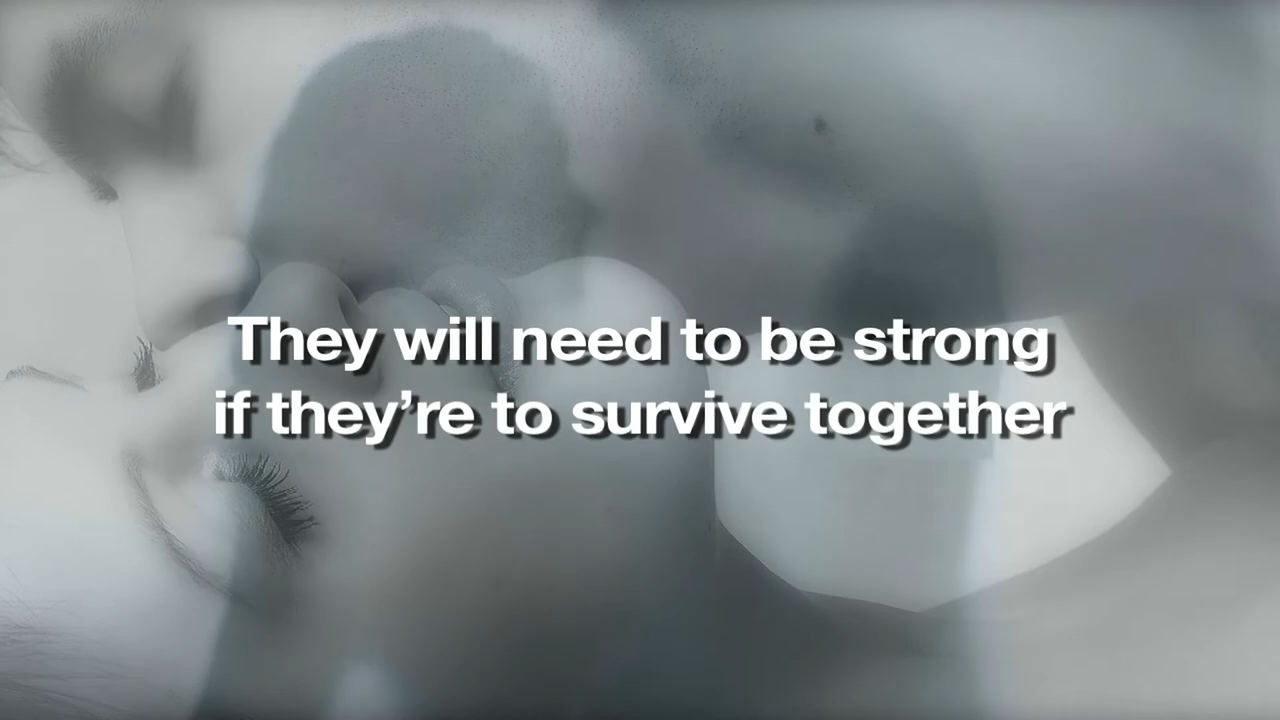 They will need to be strong
if they’re to survive together